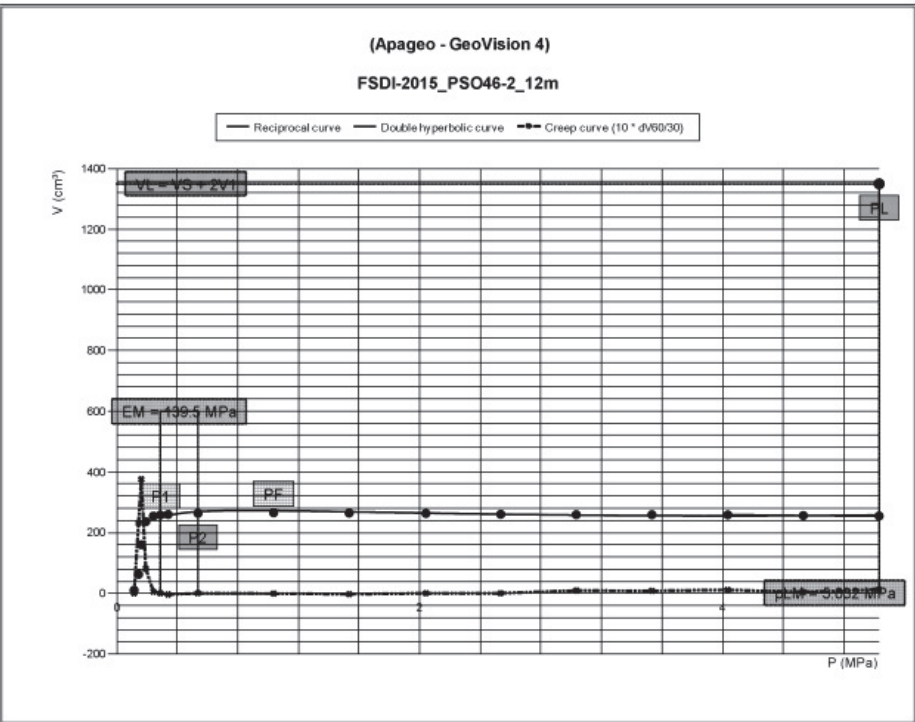 (Apageo - GeoVision 4)
FSDI-2015_PSO46-2_12m
Reciprocal curve
Double hyperbolic curve
Creep curve (10 * dV60/30)
V (cm³)
1400
VL = VS + 2V1
PL
1200
1000
800
600
EM = 139.5 MPa
400
P1
PF
200
P2
0
0
2
4
pLM = 5.032 MPa
-200
P (MPa)